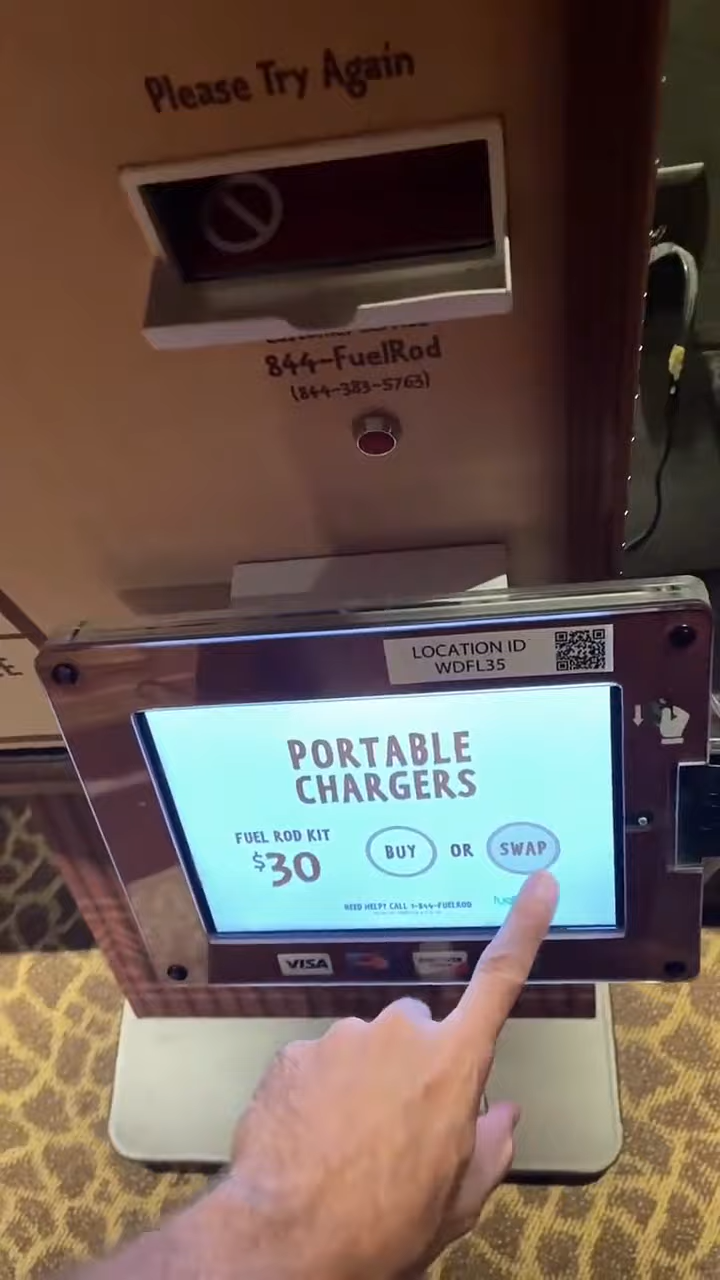 Please Try Again
844-FuelRod
(844-383-5763)
LOCATION ID
WDFL35
PORTABLE
CHARGERS
FUEL ROD KIT
$30
BUY OR SWAP
NEED HELP? CALL 1-844-FUELROD
VISA
DISCOVER